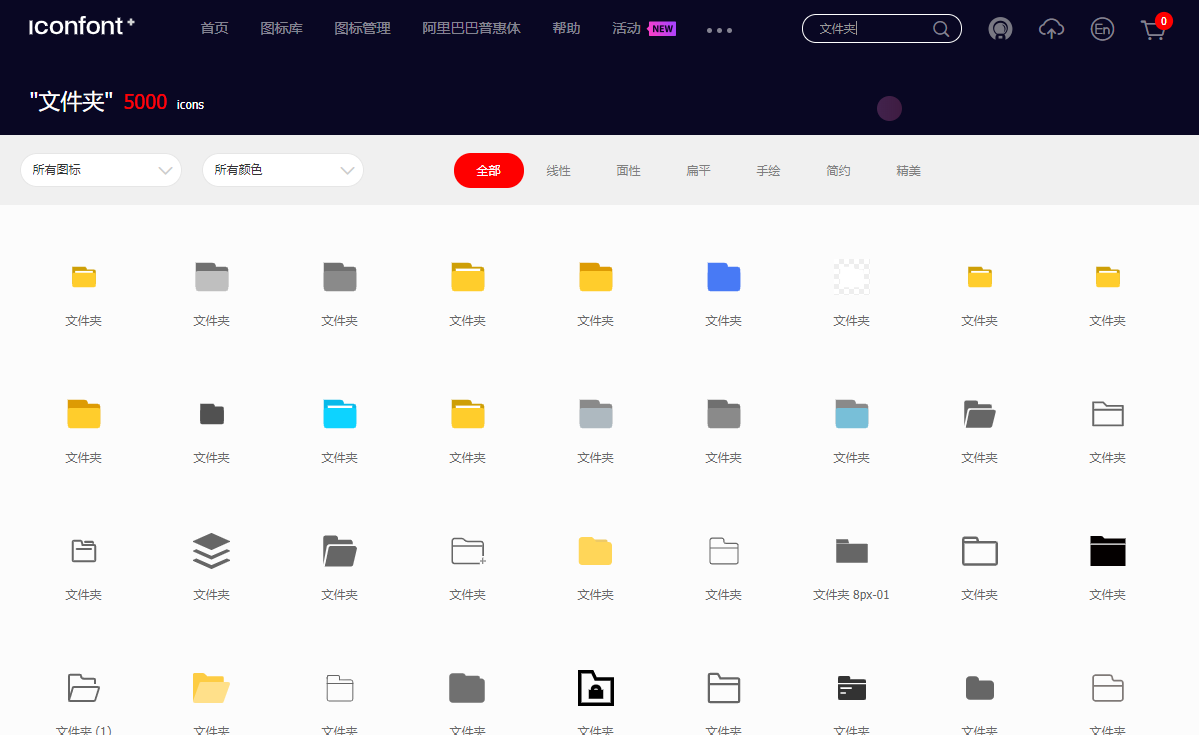 iconfont+ 首页 图标库 图标管理 阿里巴巴普惠体 帮助 活动 NEW 文件夹 En 0
"文件夹" 5000 icons
所有图标 所有颜色 全部 线性 面性 扁平 手绘 简约 精美
文件夹 文件夹 文件夹 文件夹 文件夹 文件夹 文件夹 文件夹 文件夹
文件夹 文件夹 文件夹 文件夹 文件夹 文件夹 文件夹 文件夹 文件夹
文件夹 文件夹 文件夹 文件夹 文件夹 文件夹 文件夹 8px-01 文件夹 文件夹
文件夹 (1) 文件夹 文件夹 文件夹 文件夹 文件夹 文件夹 文件夹 文件夹